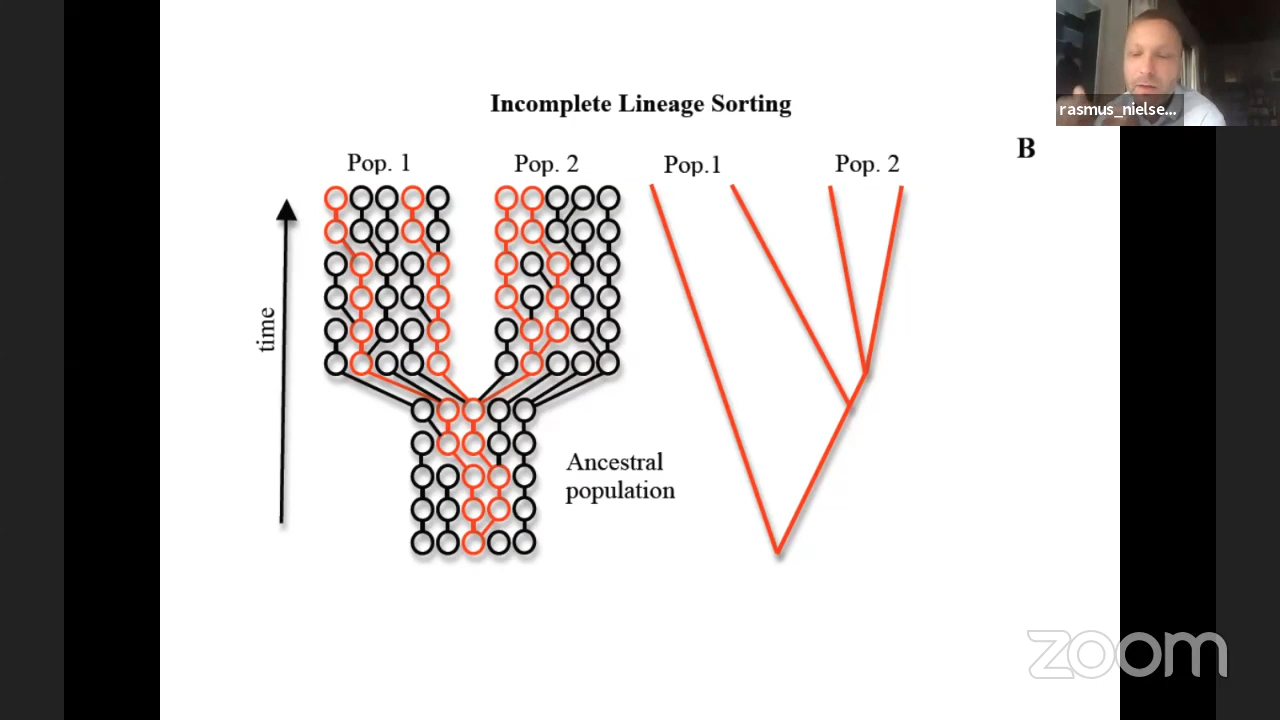 rasmus_nielse...
Incomplete Lineage Sorting
B
Pop. 1
Pop. 2
Pop.1
Pop. 2
time
Ancestral
population
zoom